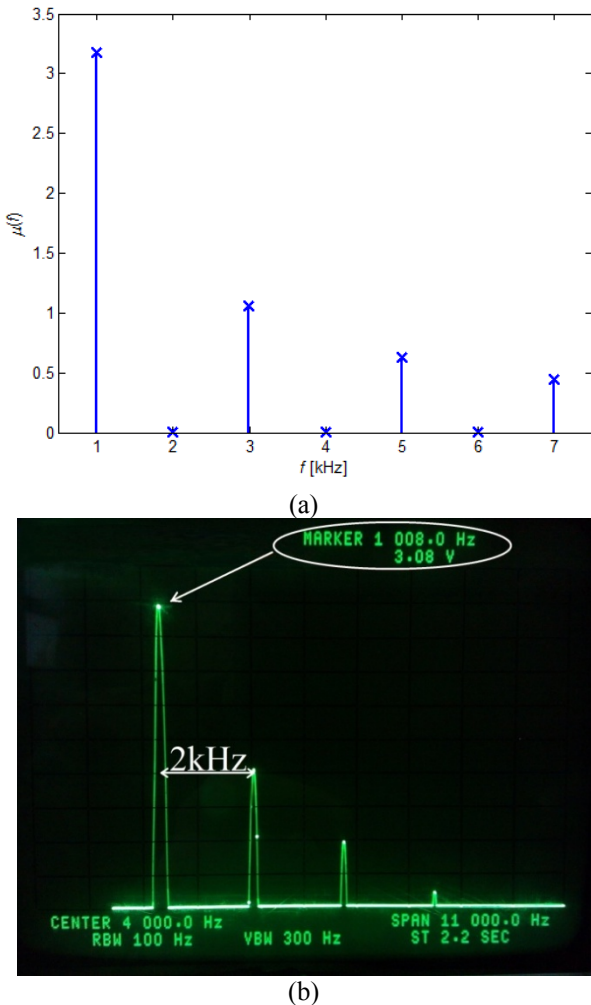 3.5
3
2.5
2
1.5
1
0.5
0
μ(f)
1 2 3 4 5 6 7
f [kHz]
(a)
MARKER 1 008.0 Hz
3.08 V
2kHz
CENTER 4 000.0 Hz SPAN 11 000.0 Hz
RBW 100 Hz VBW 300 Hz ST 2.2 SEC
(b)